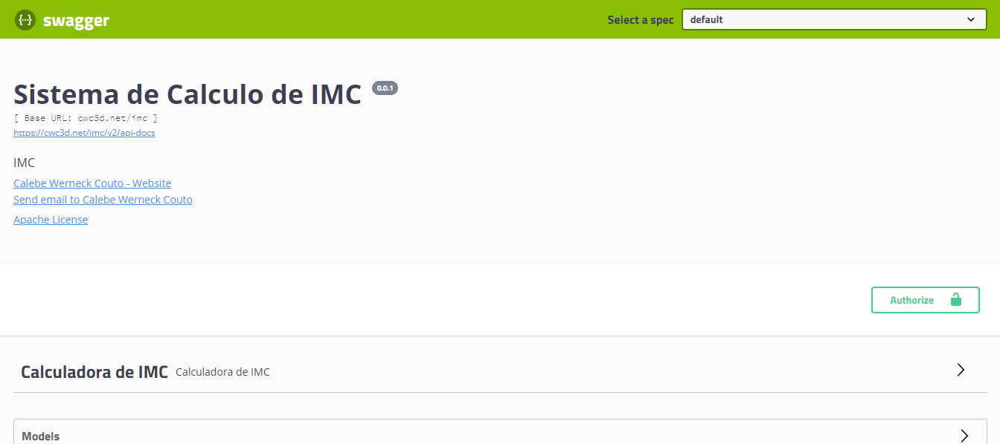 {··} swagger Select a spec default
Sistema de Calculo de IMC 0.0.1
[ Base URL: cwc3d.net/imc ]
https://cwc3d.net/imc/v2/api-docs
IMC
Calebe Werneck Couto - Website
Send email to Calebe Werneck Couto
Apache License
Authorize
Calculadora de IMC Calculadora de IMC
Models